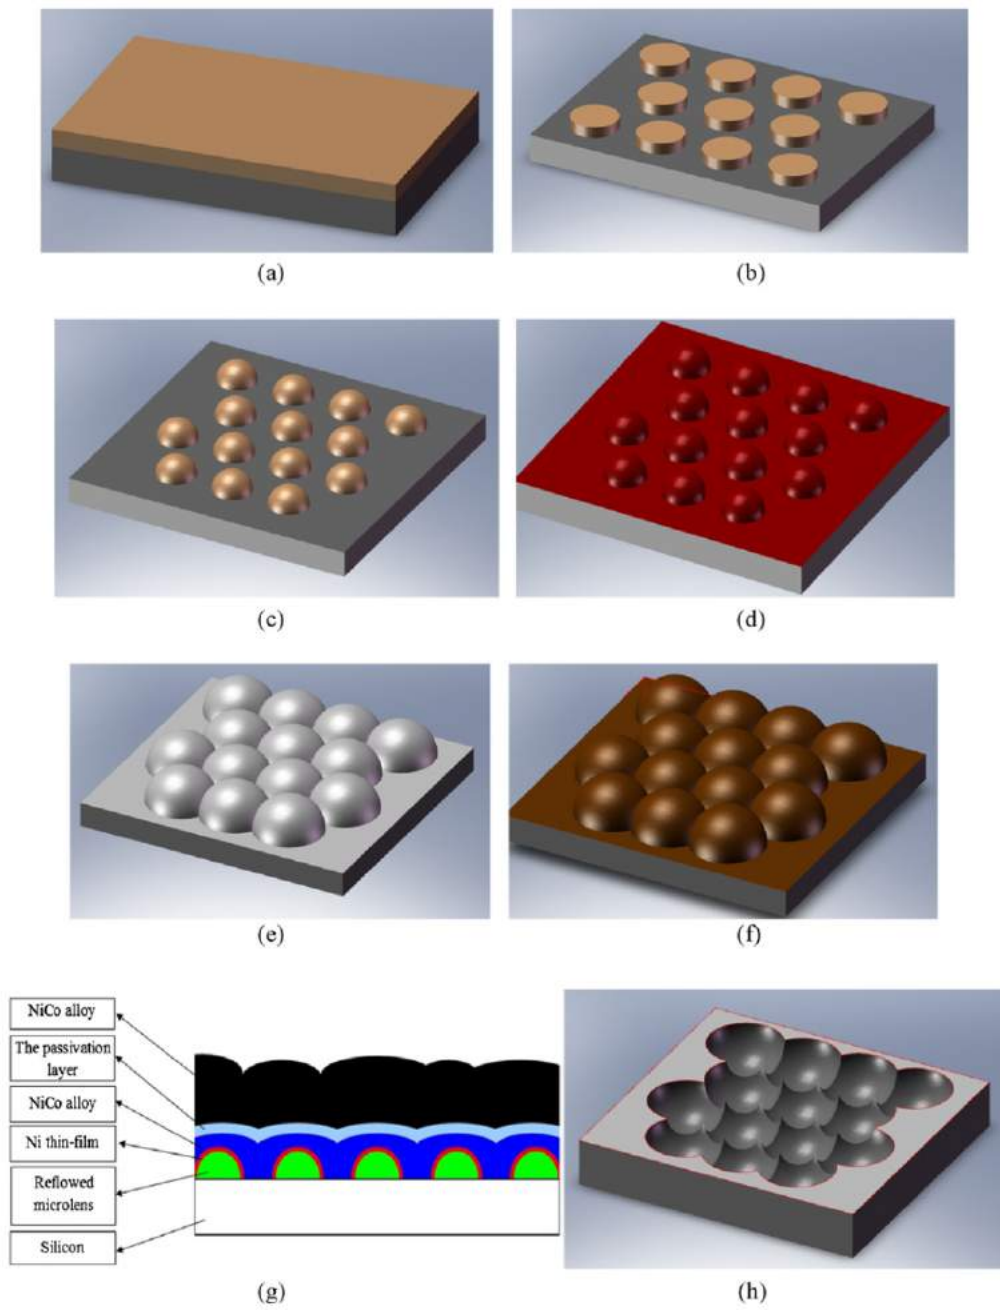 (a)
(b)
(c)
(d)
(e)
(f)
NiCo alloy
The passivation
layer
NiCo alloy
Ni thin-film
Reflowed
microlens
Silicon
(g)
(h)